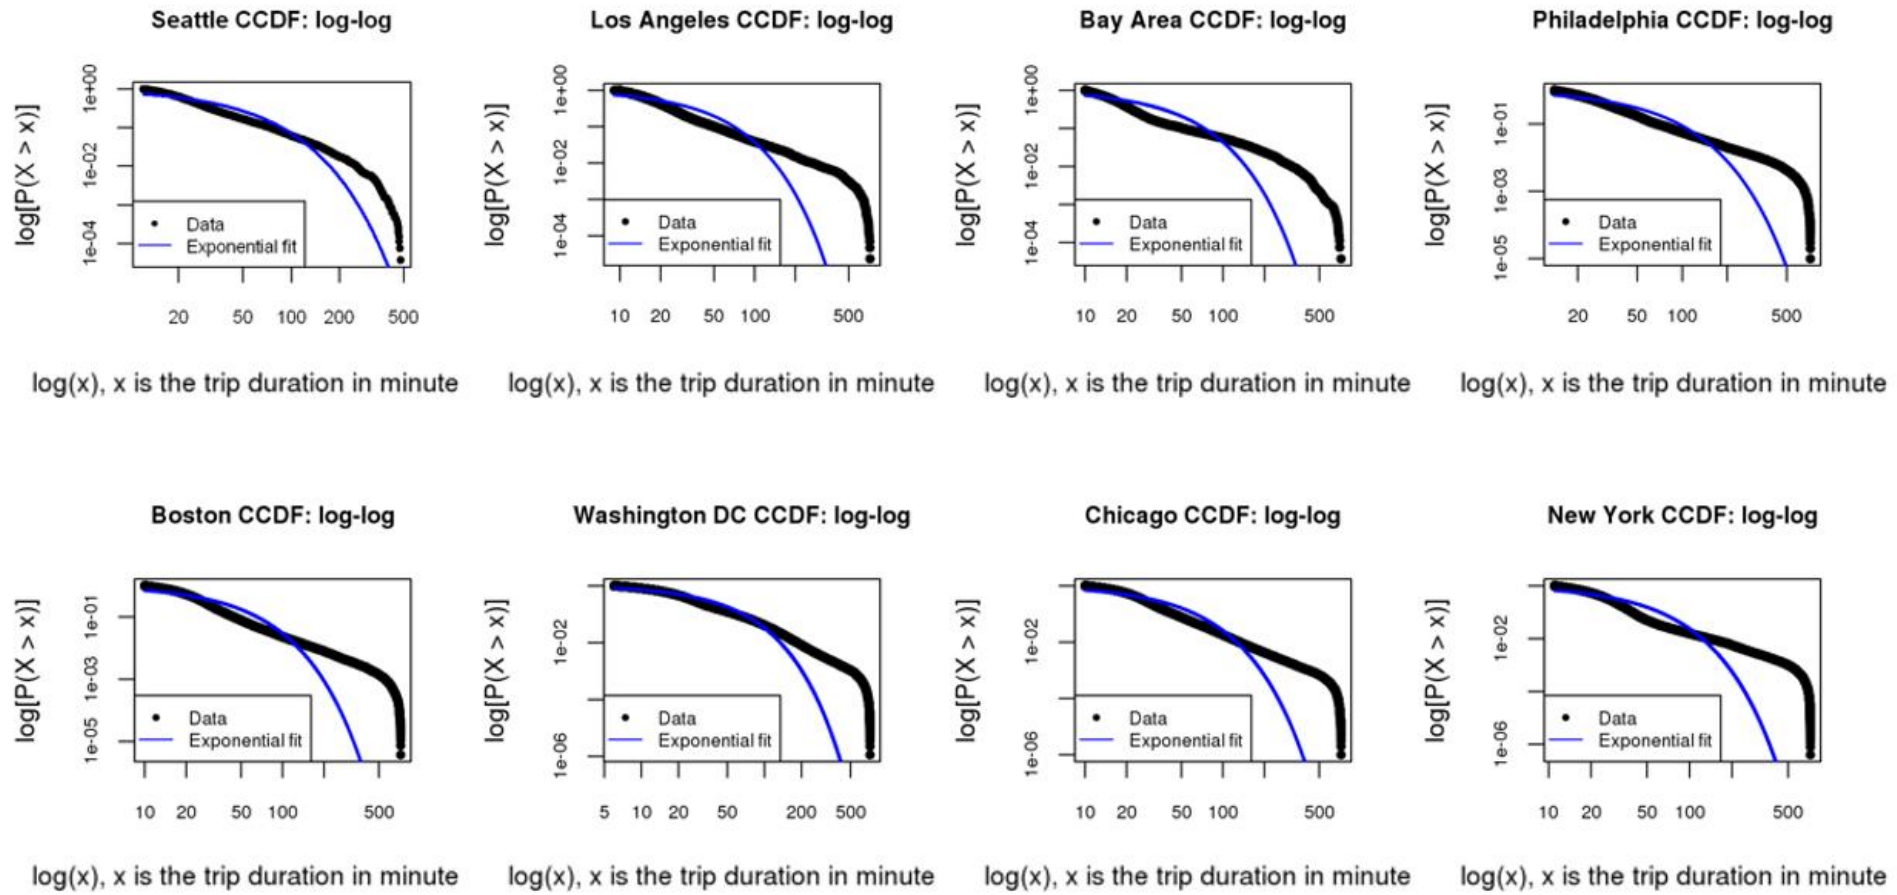 Seattle CCDF: log-log
log[P(X > x)]
1e+00
1e-02
1e-04
Data
Exponential fit
20 50 100 200 500
log(x), x is the trip duration in minute
Los Angeles CCDF: log-log
log[P(X > x)]
1e+00
1e-02
1e-04
Data
Exponential fit
10 20 50 100 500
log(x), x is the trip duration in minute
Bay Area CCDF: log-log
log[P(X > x)]
1e+00
1e-02
1e-04
Data
Exponential fit
10 20 50 100 500
log(x), x is the trip duration in minute
Philadelphia CCDF: log-log
log[P(X > x)]
1e-01
1e-03
1e-05
Data
Exponential fit
20 50 100 500
log(x), x is the trip duration in minute
Boston CCDF: log-log
log[P(X > x)]
1e-01
1e-03
1e-05
Data
Exponential fit
10 20 50 100 500
log(x), x is the trip duration in minute
Washington DC CCDF: log-log
log[P(X > x)]
1e-02
1e-06
Data
Exponential fit
5 10 20 50 200 500
log(x), x is the trip duration in minute
Chicago CCDF: log-log
log[P(X > x)]
1e-02
1e-06
Data
Exponential fit
10 20 50 100 500
log(x), x is the trip duration in minute
New York CCDF: log-log
log[P(X > x)]
1e-02
1e-06
Data
Exponential fit
10 20 50 100 500
log(x), x is the trip duration in minute